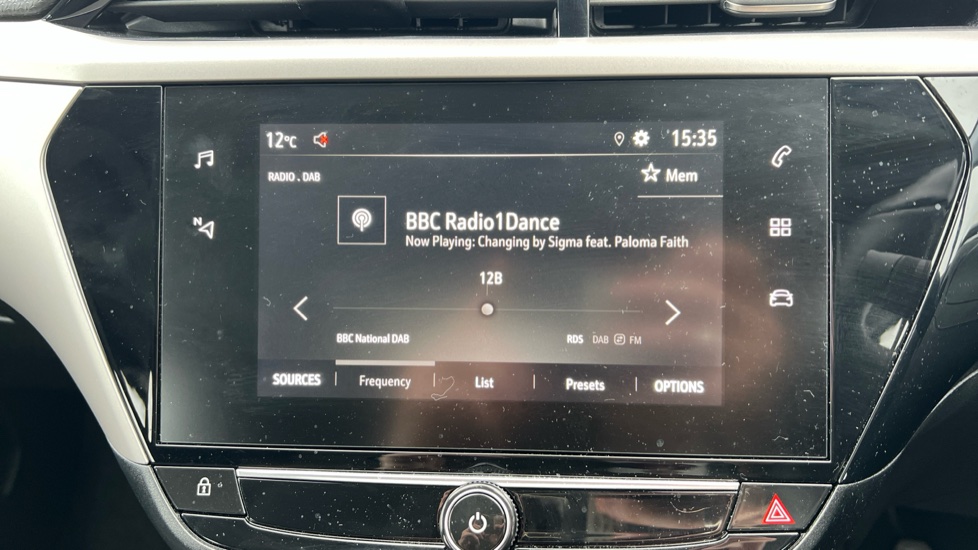 12°C 15:35
RADIO . DAB Mem
BBC Radio1Dance
Now Playing: Changing by Sigma feat. Paloma Faith
N
12B
BBC National DAB RDS DAB FM
SOURCES Frequency List Presets OPTIONS